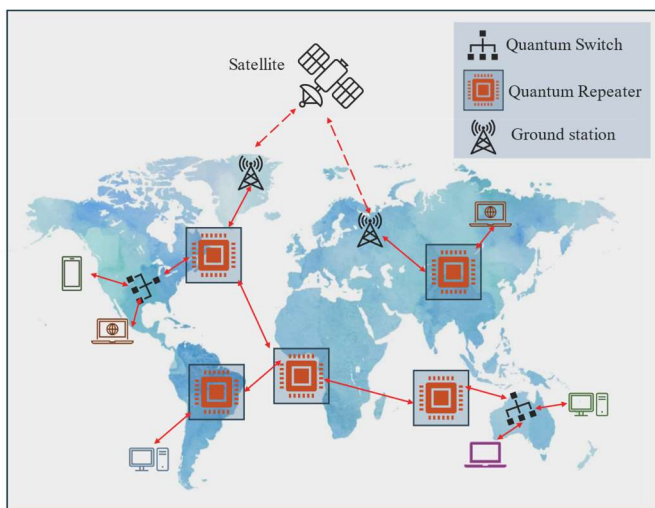 Satellite
Quantum Switch
Quantum Repeater
Ground station